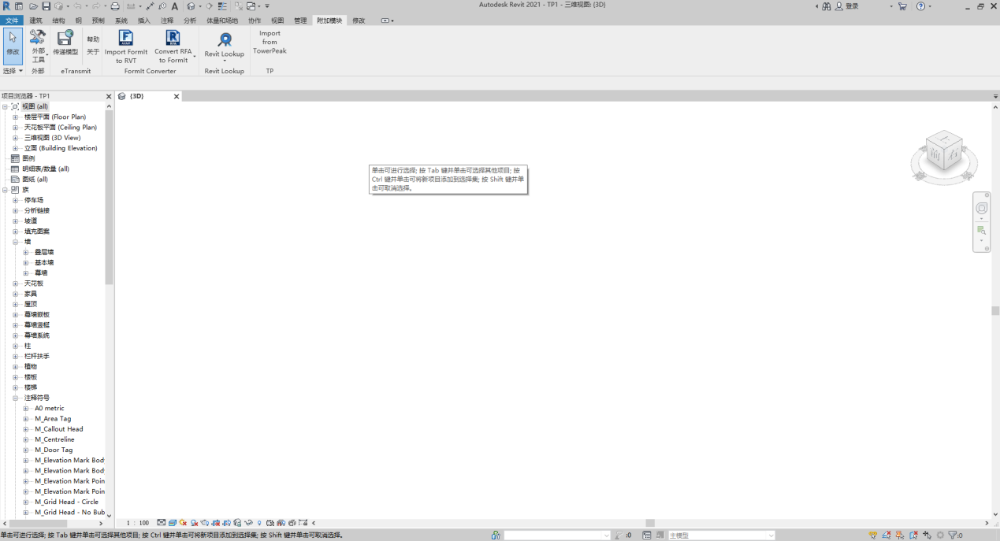 Autodesk Revit 2021 - TP1 - 三维视图: {3D}
登录
文件 建筑 结构 钢 预制 系统 插入 注释 分析 体量和场地 协作 视图 管理 附加模块 修改
修改
外部
工具
传递模型
帮助
关于
Import FormIt
to RVT
Convert RFA
to FormIt
Revit Lookup
Import
from
TowerPeak
选择 外部 eTransmit FormIt Converter Revit Lookup TP
项目浏览器 - TP1
{3D}
视图 (all)
楼层平面 (Floor Plan)
天花板平面 (Ceiling Plan)
三维视图 (3D View)
立面 (Building Elevation)
图例
明细表/数量 (all)
图纸 (all)
族
停车场
分析链接
坡道
填充图案
墙
叠层墙
基本墙
幕墙
天花板
家具
屋顶
幕墙嵌板
幕墙竖梃
幕墙系统
柱
栏杆扶手
植物
楼板
楼梯
注释符号
A0 metric
M_Area Tag
M_Callout Head
M_Centreline
M_Door Tag
M_Elevation Mark Bod
M_Elevation Mark Bod
M_Elevation Mark Poin
M_Elevation Mark Poin
M_Grid Head - Circle
M_Grid Head - No Bub
单击可进行选择; 按 Tab 键并单击可选择其他项目; 按
Ctrl 键并单击可将新项目添加到选择集; 按 Shift 键并单
击可取消选择。
上
前 右
1 : 100
单击可进行选择; 按 Tab 键并单击可选择其他项目; 按 Ctrl 键并单击可将新项目添加到选择集; 按 Shift 键并单击可取消选择。
:0
主模型
:0